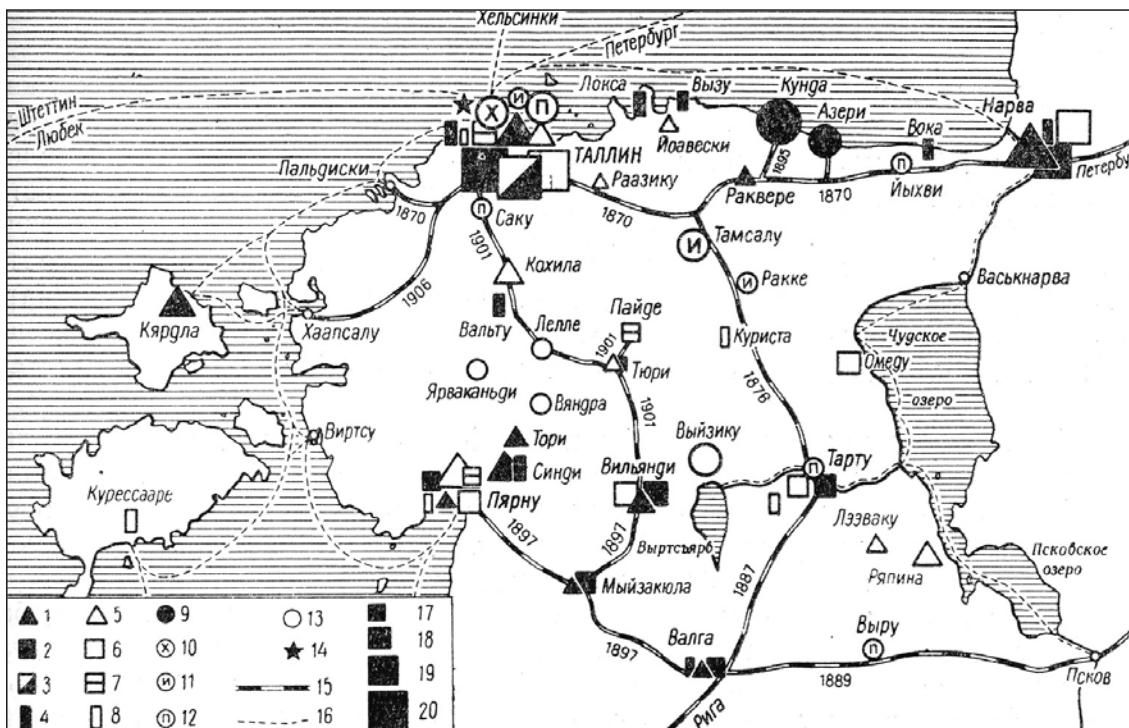 Хельсинки
Петербург
Штеттин
Любек
Локса
Вызу
Кунда
Нарва
Азери
Х И П
Йоавески
Вока
ТАЛЛИН
Пальдиски
Раазику
П
Петербург
1895
Йыхви
1870
Саку
1870
Раквере
1870
1901
И
Тамсалу
Кохила
И
Ракке
Васькнарва
1906
Пайде
Кярдла
Хаапсалу
Вальту
Лелле
1901
Куриста
Чудское
Тюри
Омеду
Ярваканьди
1876
озеро
Вяндра
1901
Виртсу
Тори
Выйзику
Курессааре
Синди
Вильянди
П
Тарту
Пярну
Лээваку
1897
1897
Выртсъярв
1887
Псковское
озеро
Ряпина
Мыйзакюла
Валга
Выру
П
1897
1889
Псков
Рига
1 5 9 13 17
2 6 Х 10 14 18
3 7 И 11 15 19
4 8 П 12 16 20